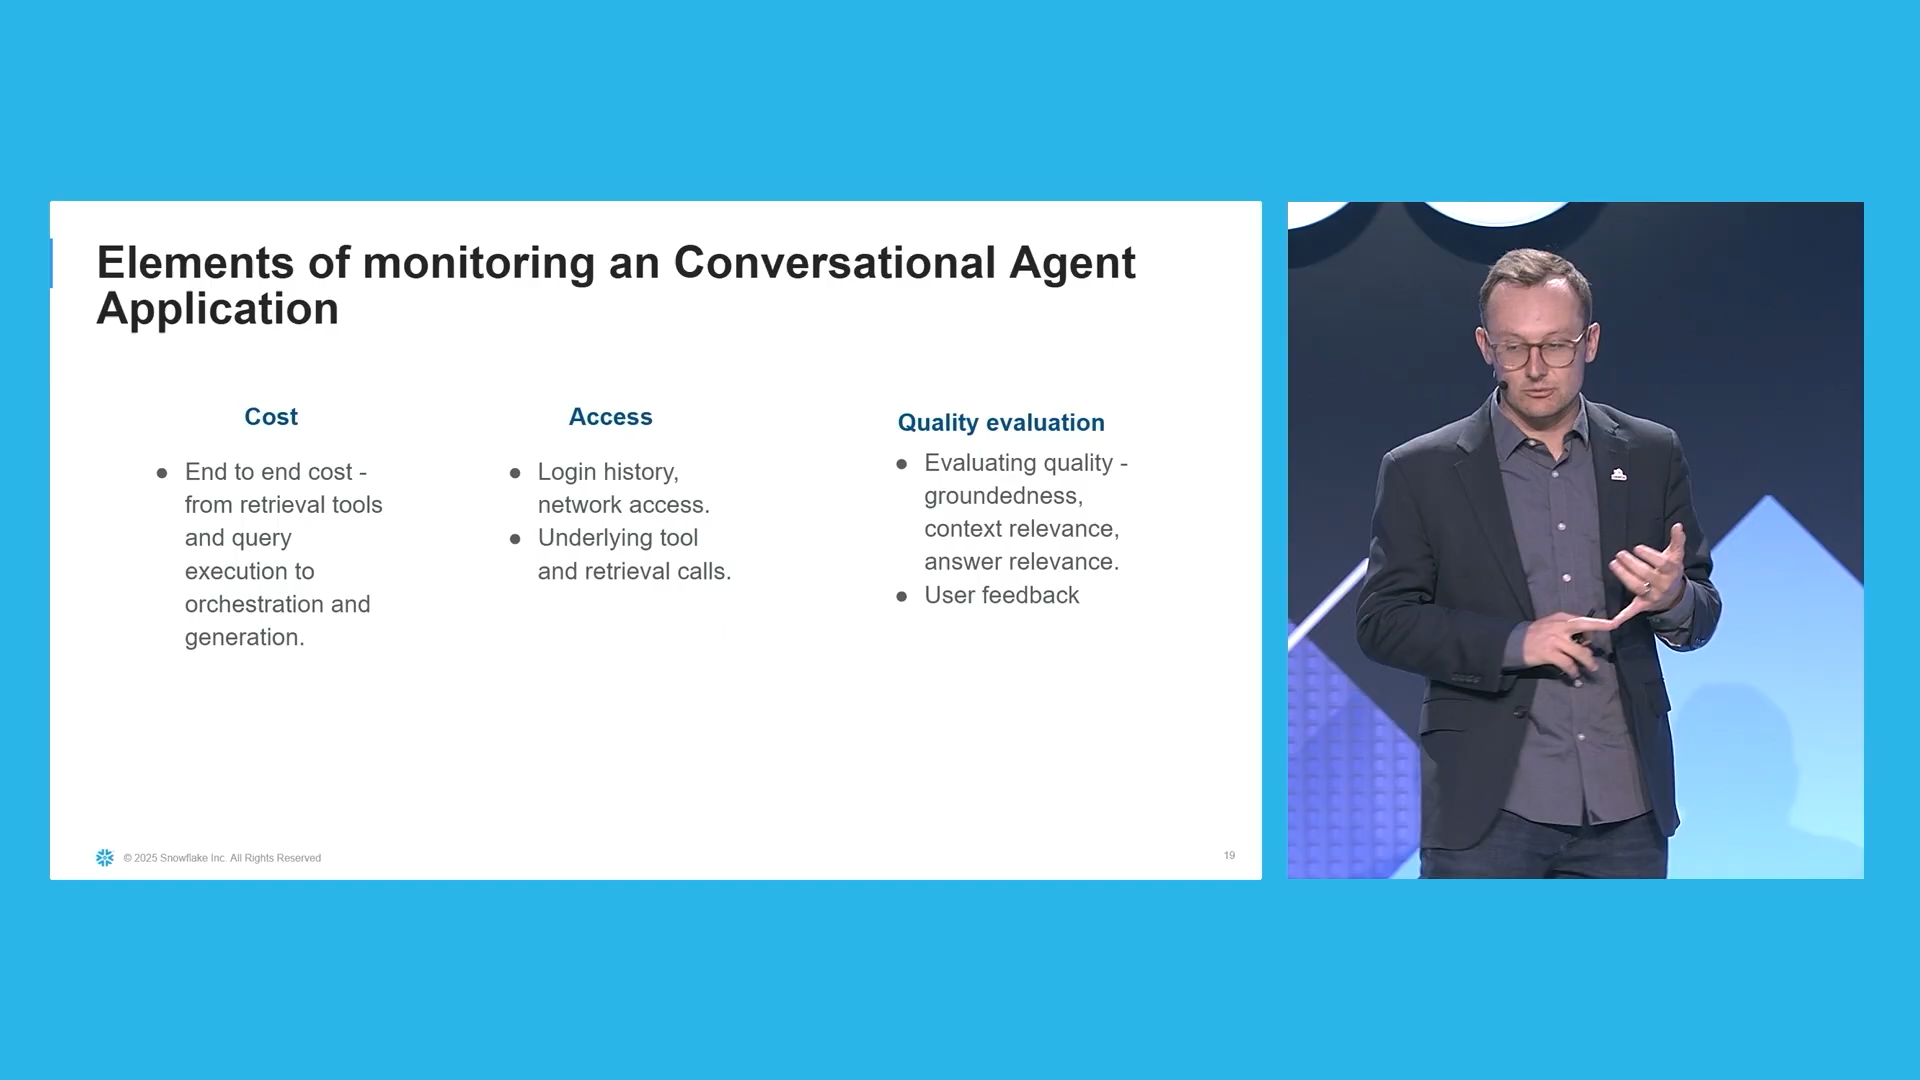 Elements of monitoring an Conversational Agent
Application
Cost
● End to end cost -
from retrieval tools
and query
execution to
orchestration and
generation.
Access
● Login history,
network access.
● Underlying tool
and retrieval calls.
Quality evaluation
● Evaluating quality -
groundedness,
context relevance,
answer relevance.
● User feedback
© 2025 Snowflake Inc. All Rights Reserved
19